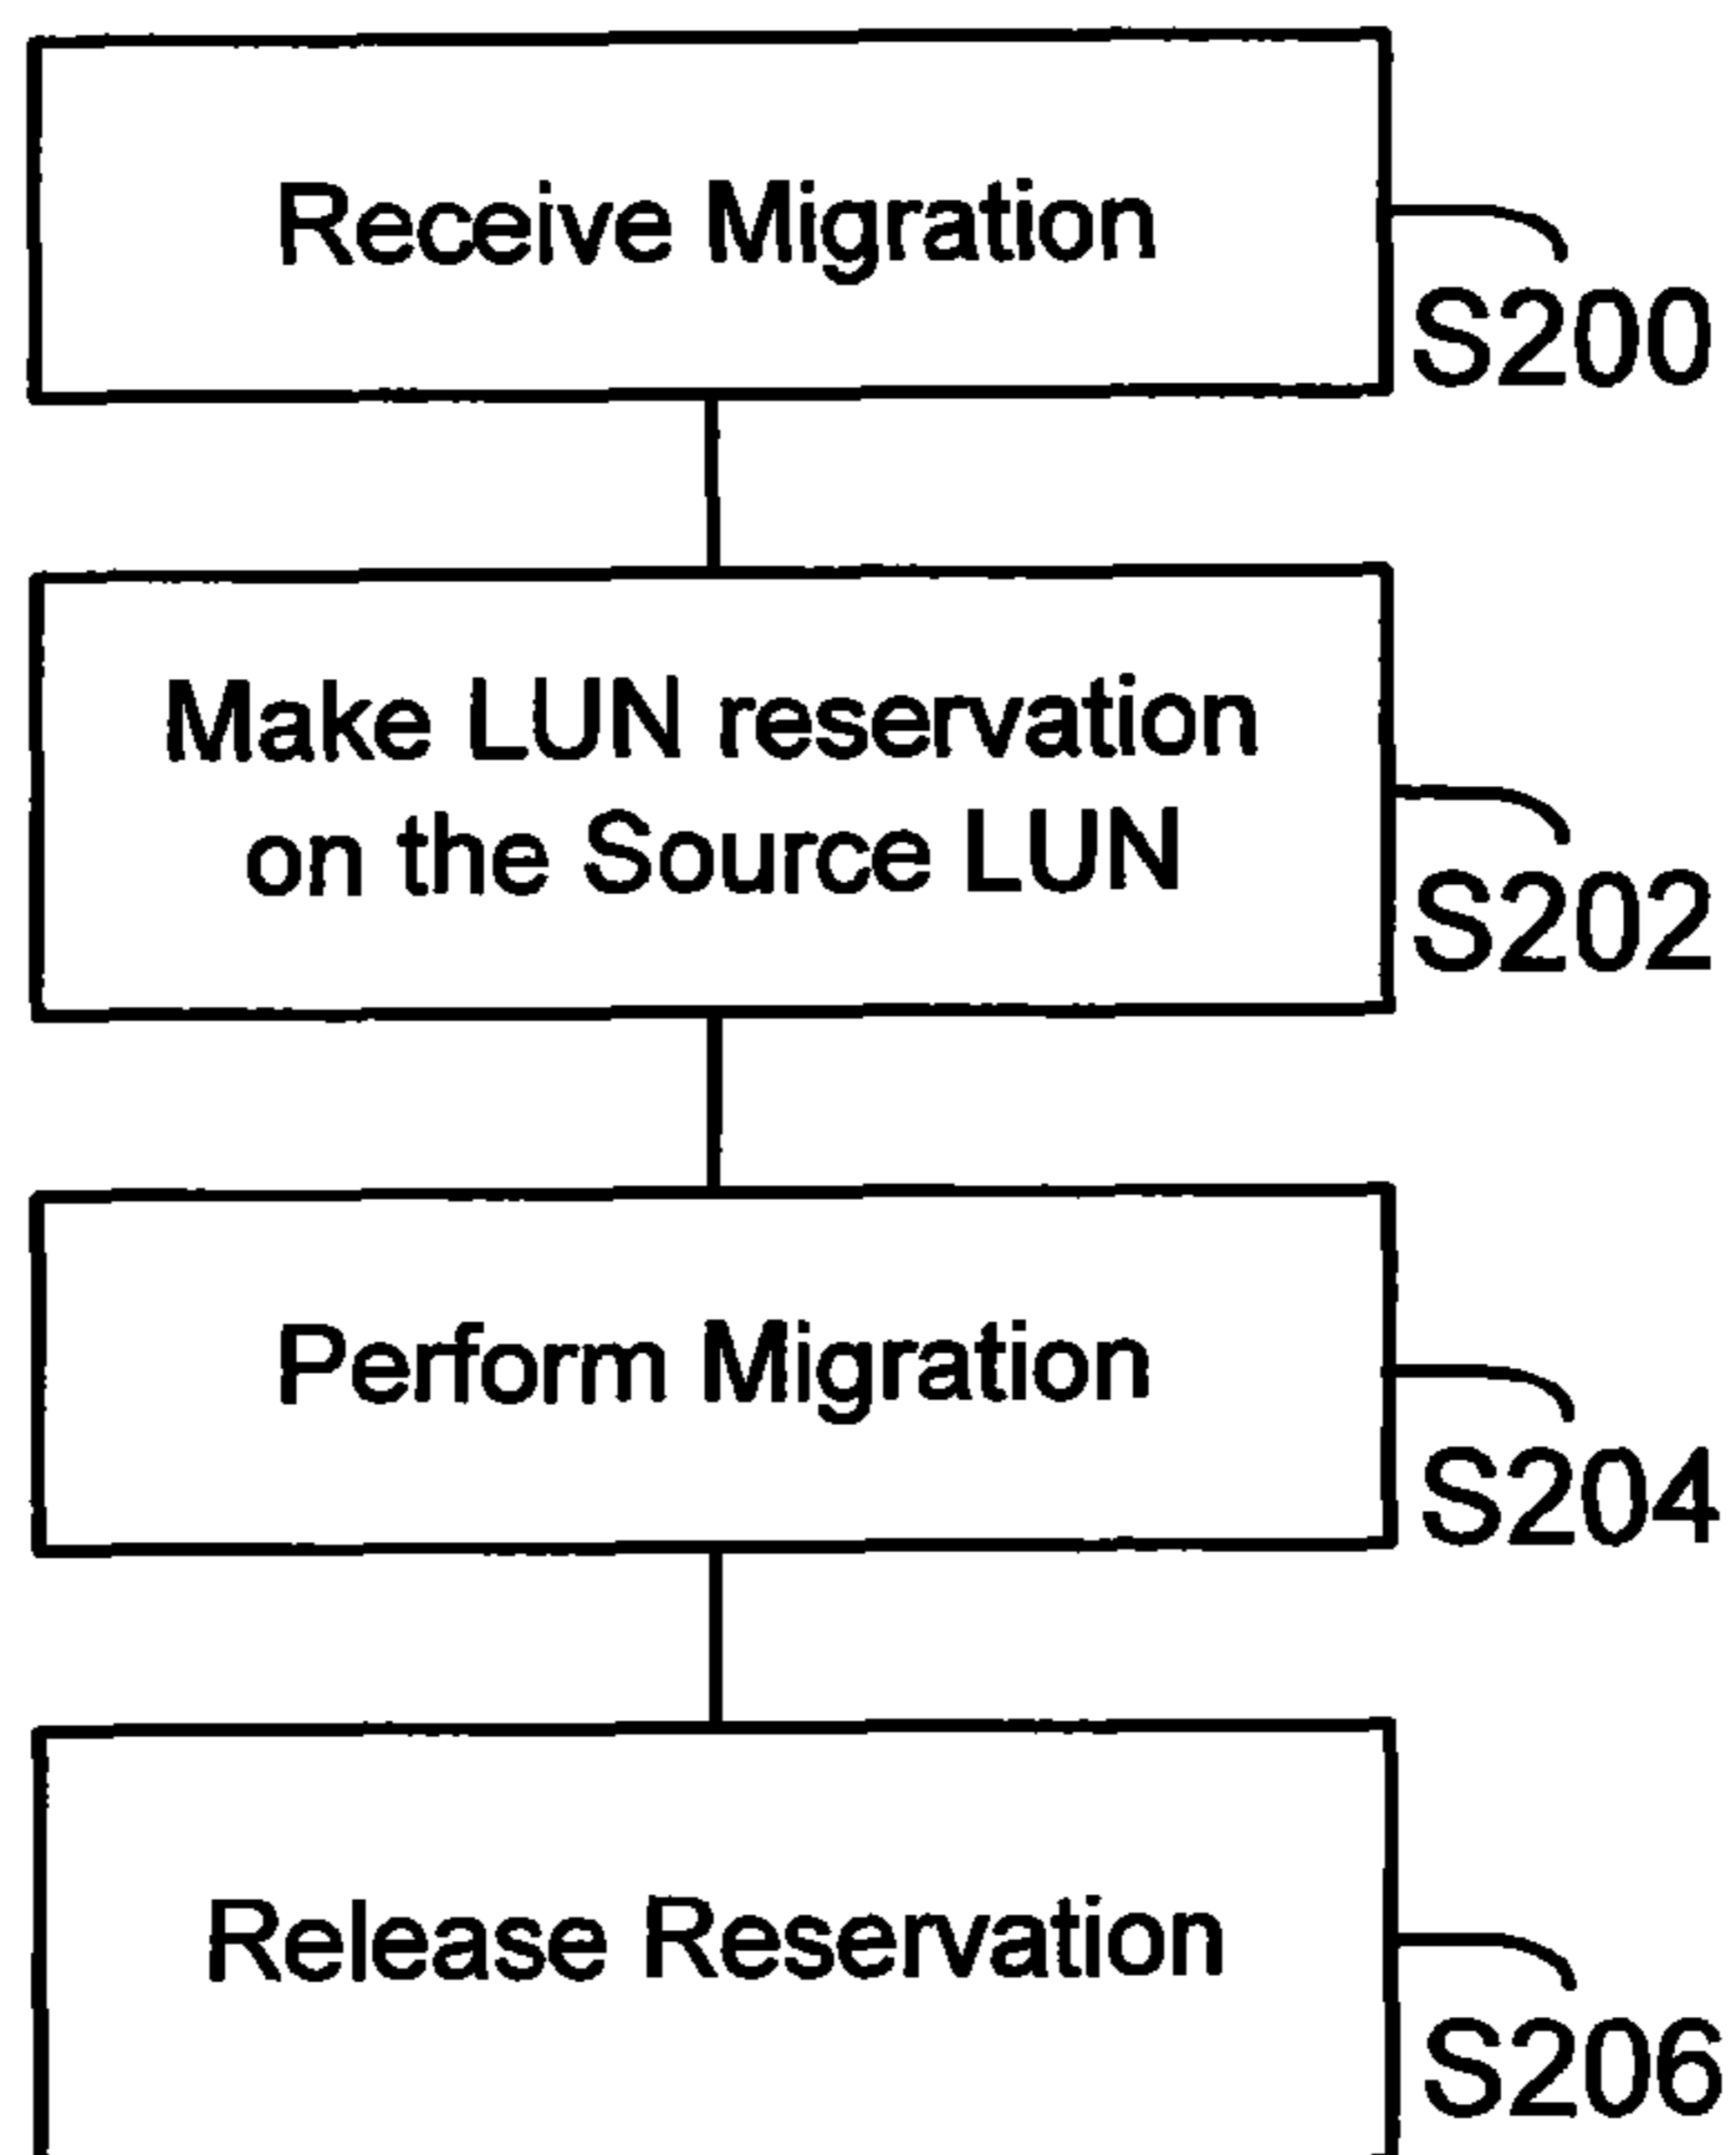 Receive Migration
S200
Make LUN reservation
on the Source LUN
S202
Perform Migration
S204
Release Reservation
S206